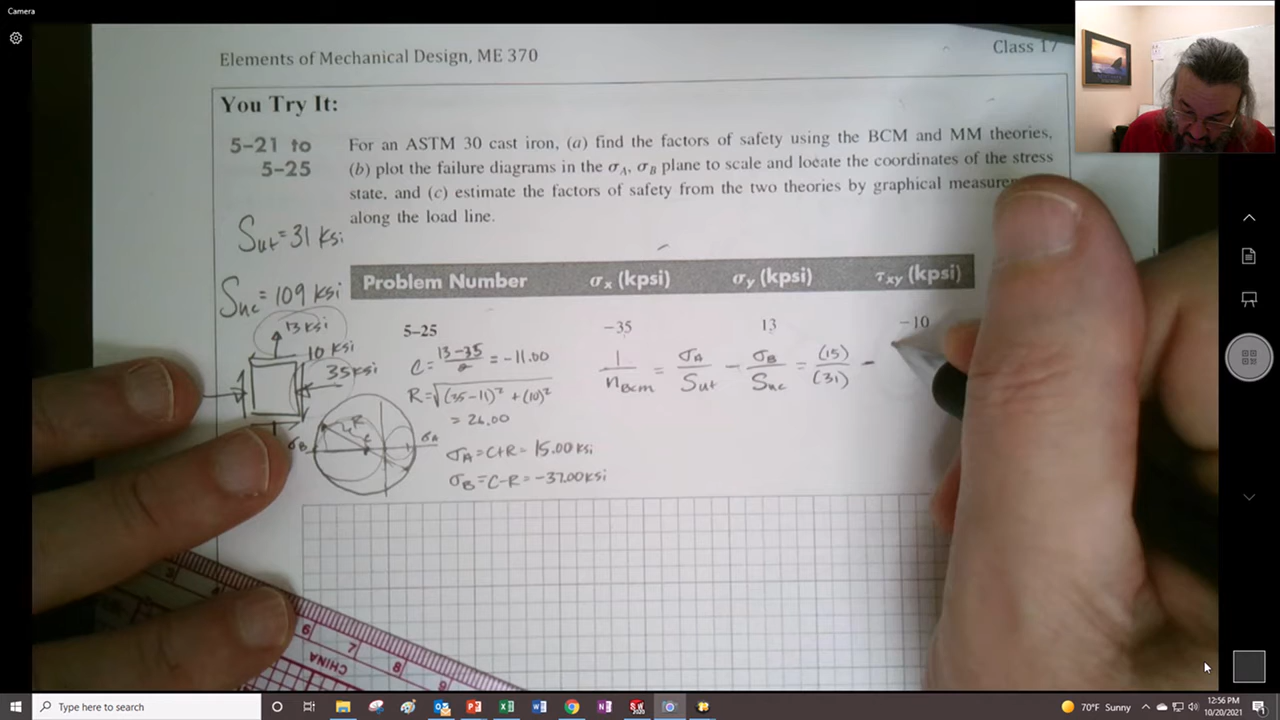 Camera
Elements of Mechanical Design, ME 370
Class 17
You Try It:
5-21 to
5-25
For an ASTM 30 cast iron, (a) find the factors of safety using the BCM and MM theories,
(b) plot the failure diagrams in the σA, σB plane to scale and locate the coordinates of the stress
state, and (c) estimate the factors of safety from the two theories by graphical
along the load line.
Sut = 31 ksi
Suc = 109 ksi
Problem Number σx (kpsi) σy (kpsi) τxy (kpsi)
5–25 −35 13 −10
13 ksi
10 ksi
35 ksi
C = 13-35/2 = -11.00
R = √(35-11)² + (10)²
= 26.00
σA = C+R = 15.00 ksi
σB = C-R = -37.00 ksi
R
σB
σA
1/nBCM = σA/Sut − σB/Suc = (15)/(31) −
6 7 8 9
CHINA
Type here to search
70°F Sunny
12:56 PM
10/20/2021